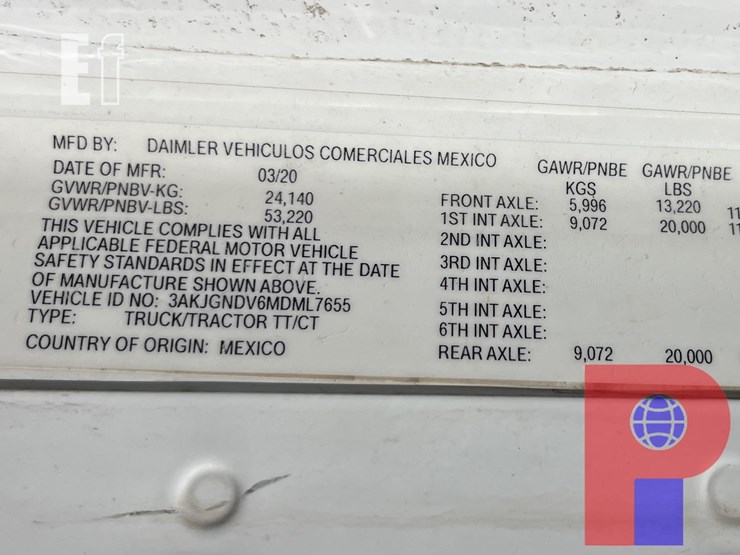 Ef
MFD BY: DAIMLER VEHICULOS COMERCIALES MEXICO
DATE OF MFR: 03/20
GVWR/PNBV-KG: 24,140
GVWR/PNBV-LBS: 53,220
THIS VEHICLE COMPLIES WITH ALL
APPLICABLE FEDERAL MOTOR VEHICLE
SAFETY STANDARDS IN EFFECT AT THE DATE
OF MANUFACTURE SHOWN ABOVE.
VEHICLE ID NO: 3AKJGNDV6MDML7655
TYPE: TRUCK/TRACTOR TT/CT
COUNTRY OF ORIGIN: MEXICO
GAWR/PNBE GAWR/PNBE
KGS LBS
FRONT AXLE: 5,996 13,220 11
1ST INT AXLE: 9,072 20,000 11
2ND INT AXLE:
3RD INT AXLE:
4TH INT AXLE:
5TH INT AXLE:
6TH INT AXLE:
REAR AXLE: 9,072 20,000